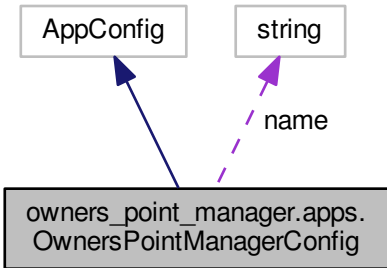 AppConfig
string
name
owners_point_manager.apps.
OwnersPointManagerConfig